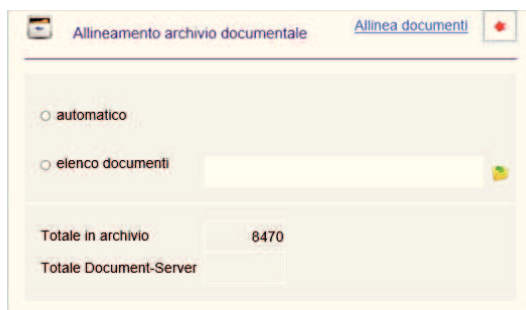 Allineamento archivio documentale Allinea documenti
automatico
elenco documenti
Totale in archivio 8470
Totale Document-Server